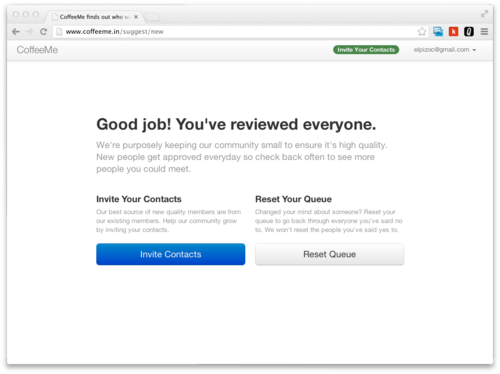 CoffeeMe finds out who w
www.coffeeme.in/suggest/new
CoffeeMe
Invite Your Contacts
elpizoc@gmail.com
Good job! You've reviewed everyone.
We're purposely keeping our community small to ensure it's high quality.
New people get approved everyday so check back often to see more
people you could meet.
Invite Your Contacts
Our best source of new quality members are from
our existing members. Help our community grow
by inviting your contacts.
Invite Contacts
Reset Your Queue
Changed your mind about someone? Reset your
queue to go back through everyone you've said no
to. We won't reset the people you've said yes to.
Reset Queue